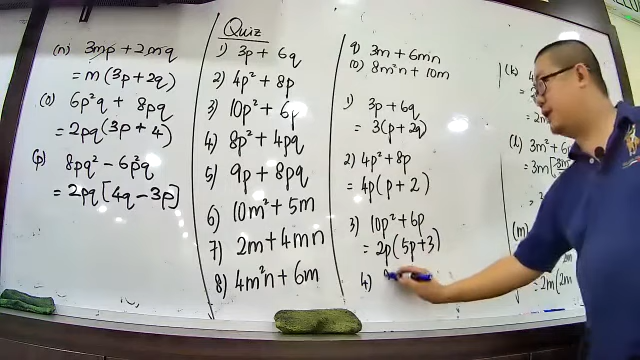 (n) 3mp + 2mq
= m(3p + 2q)
(o) 6p²q + 8pq
= 2pq(3p + 4)
(p) 8pq² - 6p²q
= 2pq[4q - 3p]
Quiz
1) 3p + 6q
2) 4p² + 8p
3) 10p² + 6p
4) 8p² + 4pq
5) 9p + 8pq
6) 10m² + 5m
7) 2m + 4mn
8) 4m²n + 6m
9) 3m + 6mn
10) 8m²n + 10m
1) 3p + 6q
= 3(p + 2q)
2) 4p² + 8p
= 4p(p + 2)
3) 10p² + 6p
= 2p(5p + 3)
4)
(k)
(l) 3m² +
= 3m[
(m)
= 2m(2m